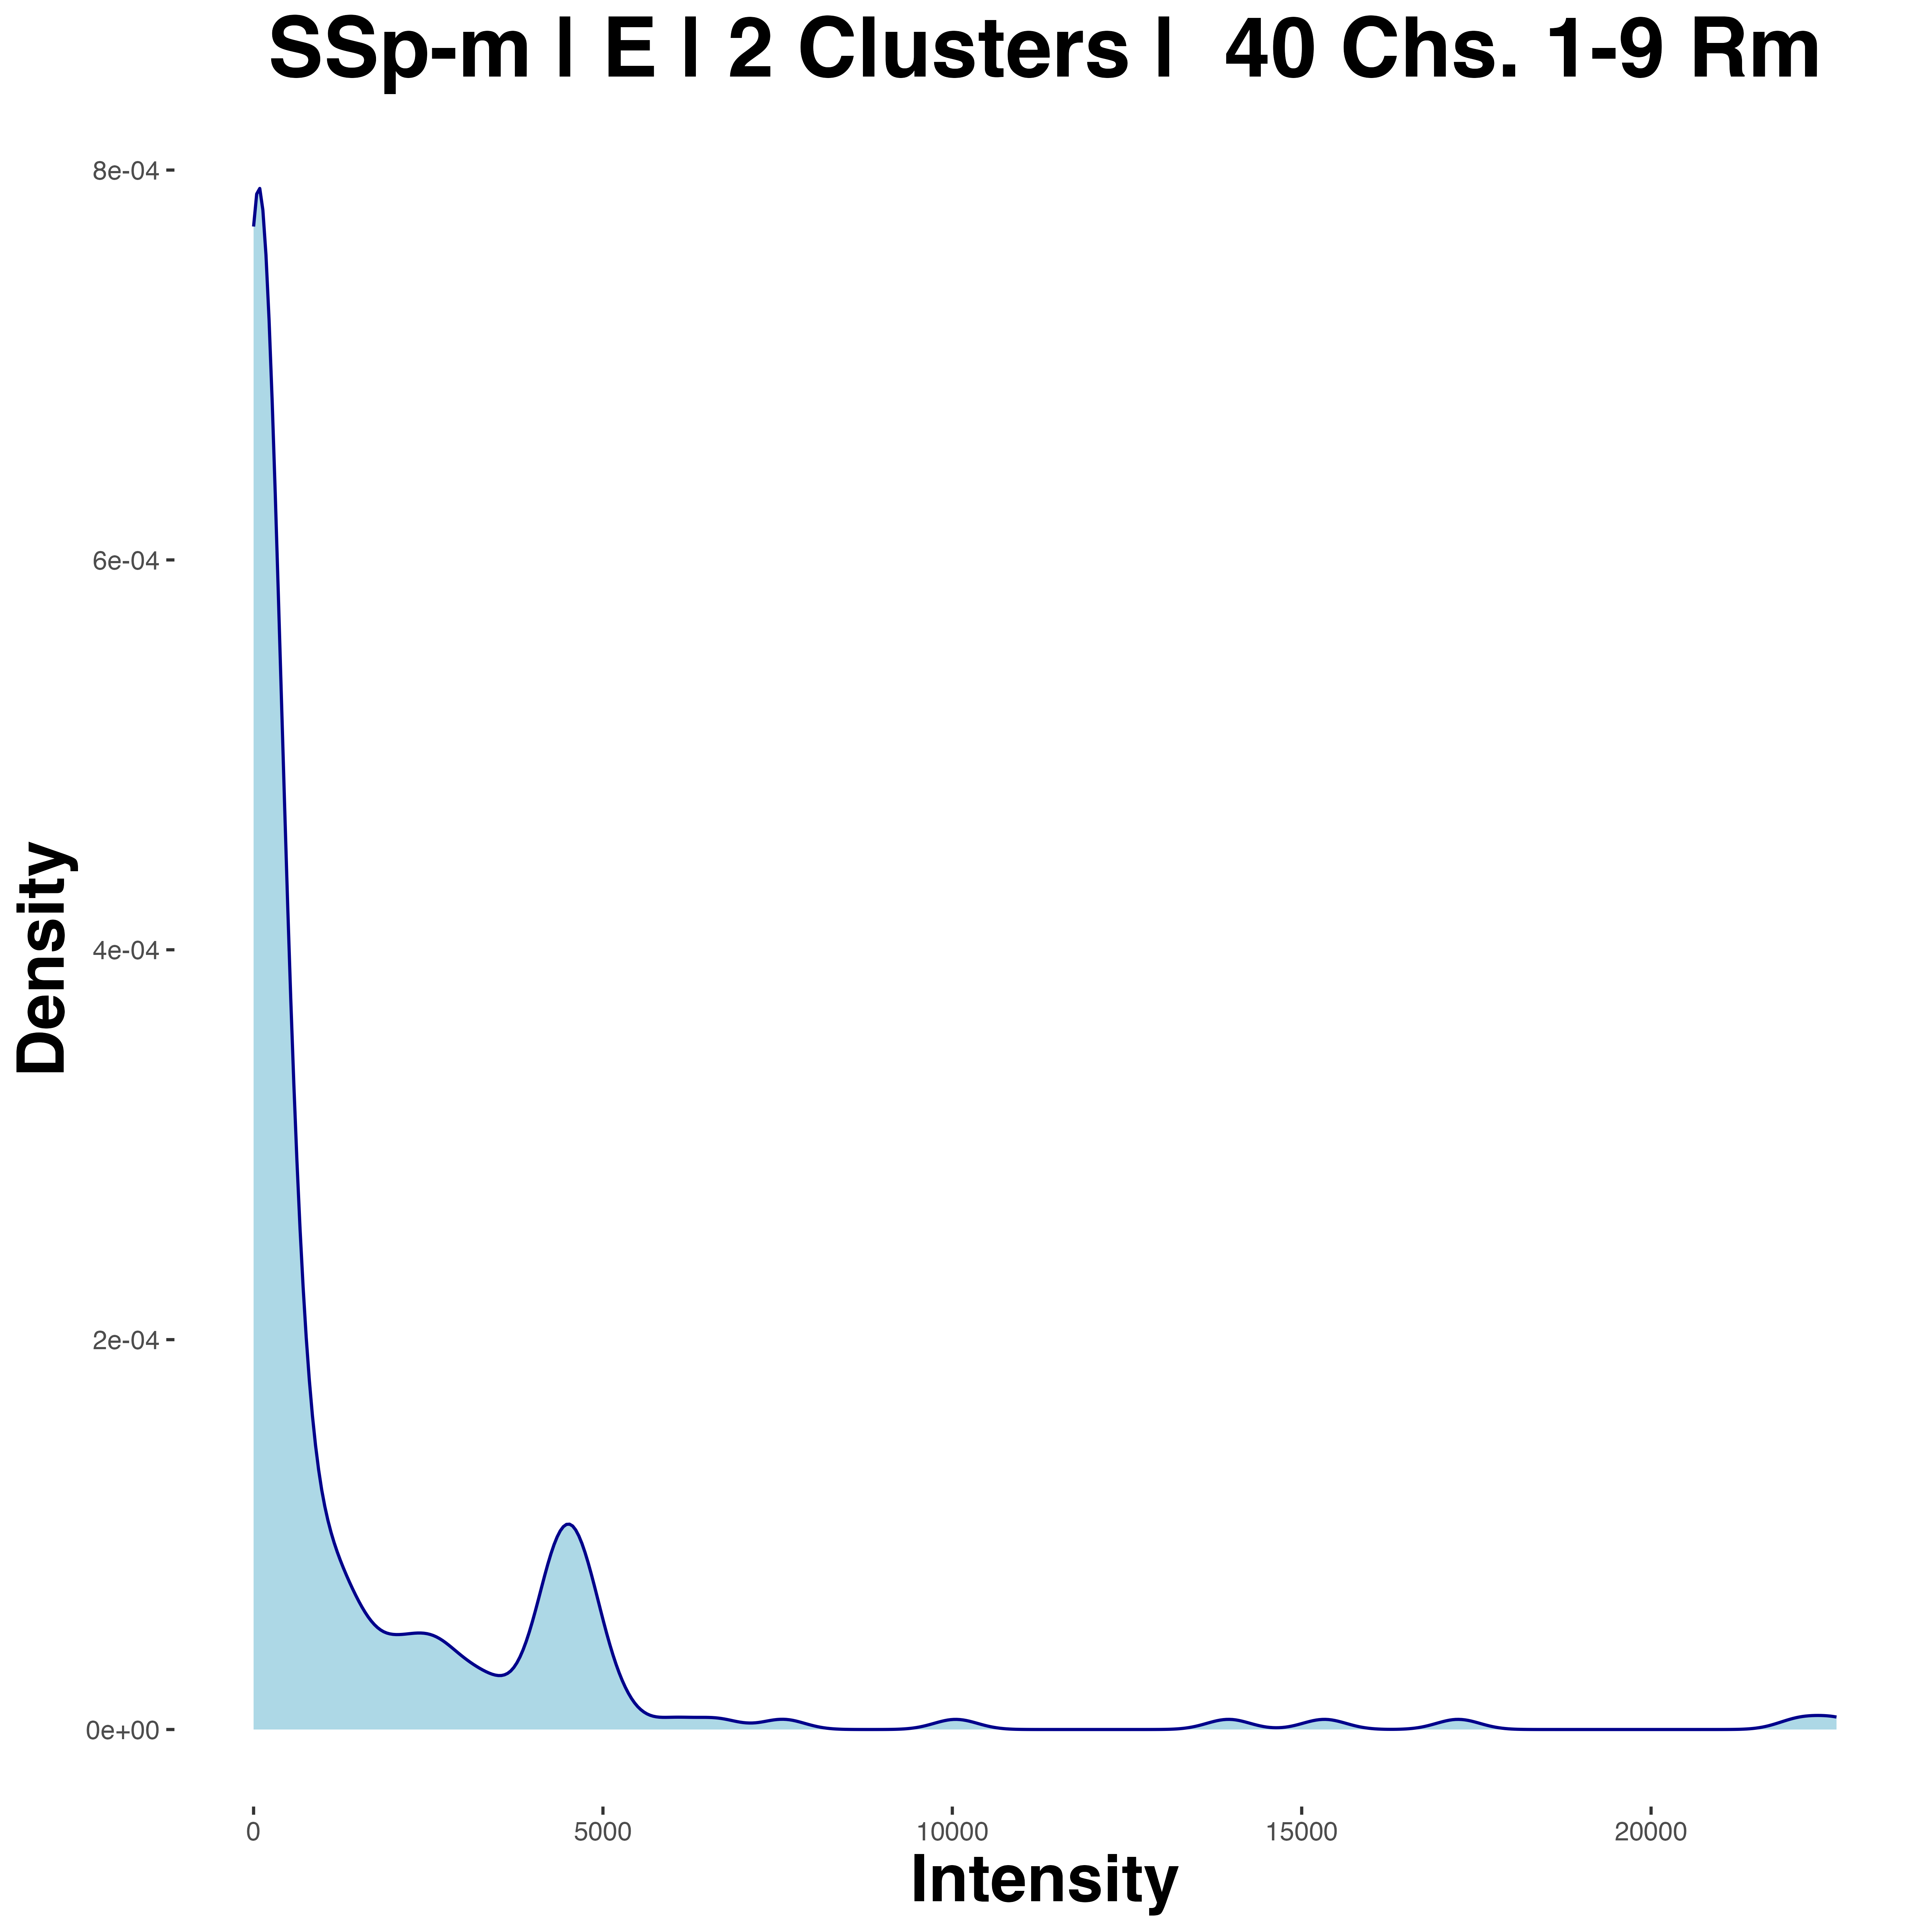 SSp-m | E | 2 Clusters | 40 Chs. 1-9 Rm
8e-04
6e-04
4e-04
2e-04
0e+00
Density
0 5000 10000 15000 20000
Intensity